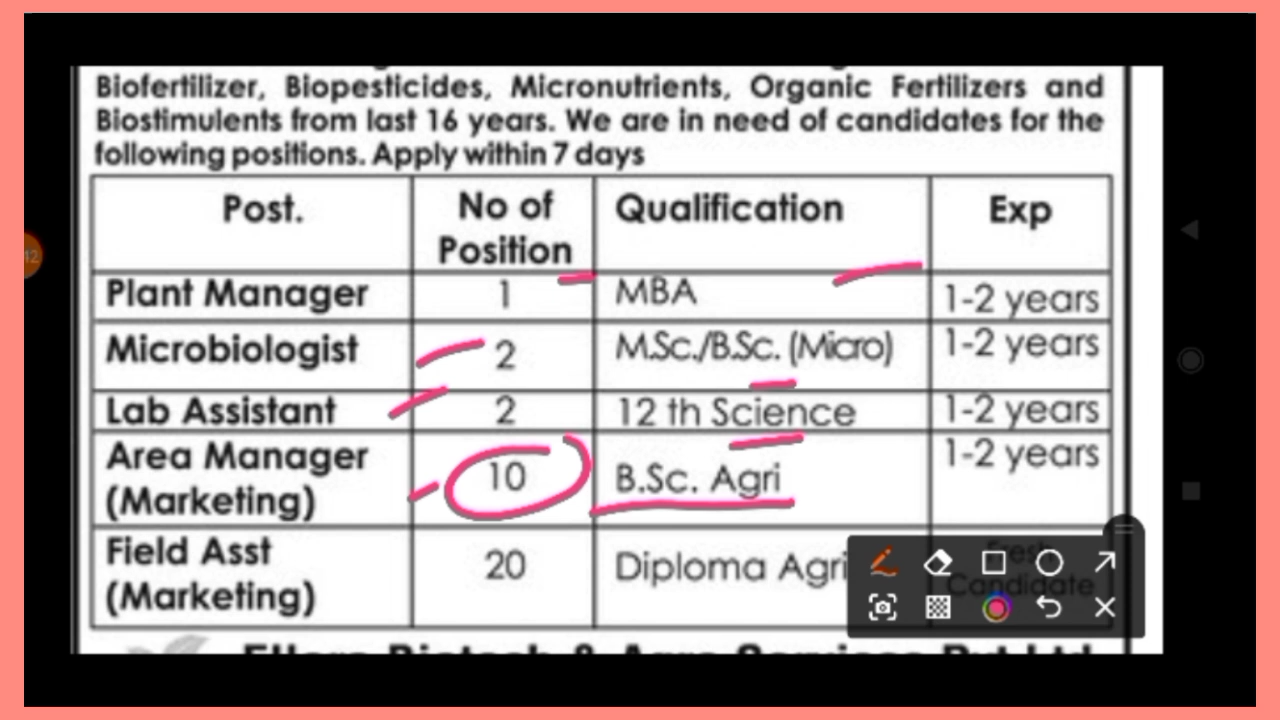 Biofertilizer, Biopesticides, Micronutrients, Organic Fertilizers and
Biostimulents from last 16 years. We are in need of candidates for the
following positions. Apply within 7 days
Post. No of Position Qualification Exp
Plant Manager 1 MBA 1-2 years
Microbiologist 2 M.Sc./B.Sc. (Micro) 1-2 years
Lab Assistant 2 12 th Science 1-2 years
Area Manager (Marketing) 10 B.Sc. Agri 1-2 years
Field Asst (Marketing) 20 Diploma Agri Fresh Candidate
12